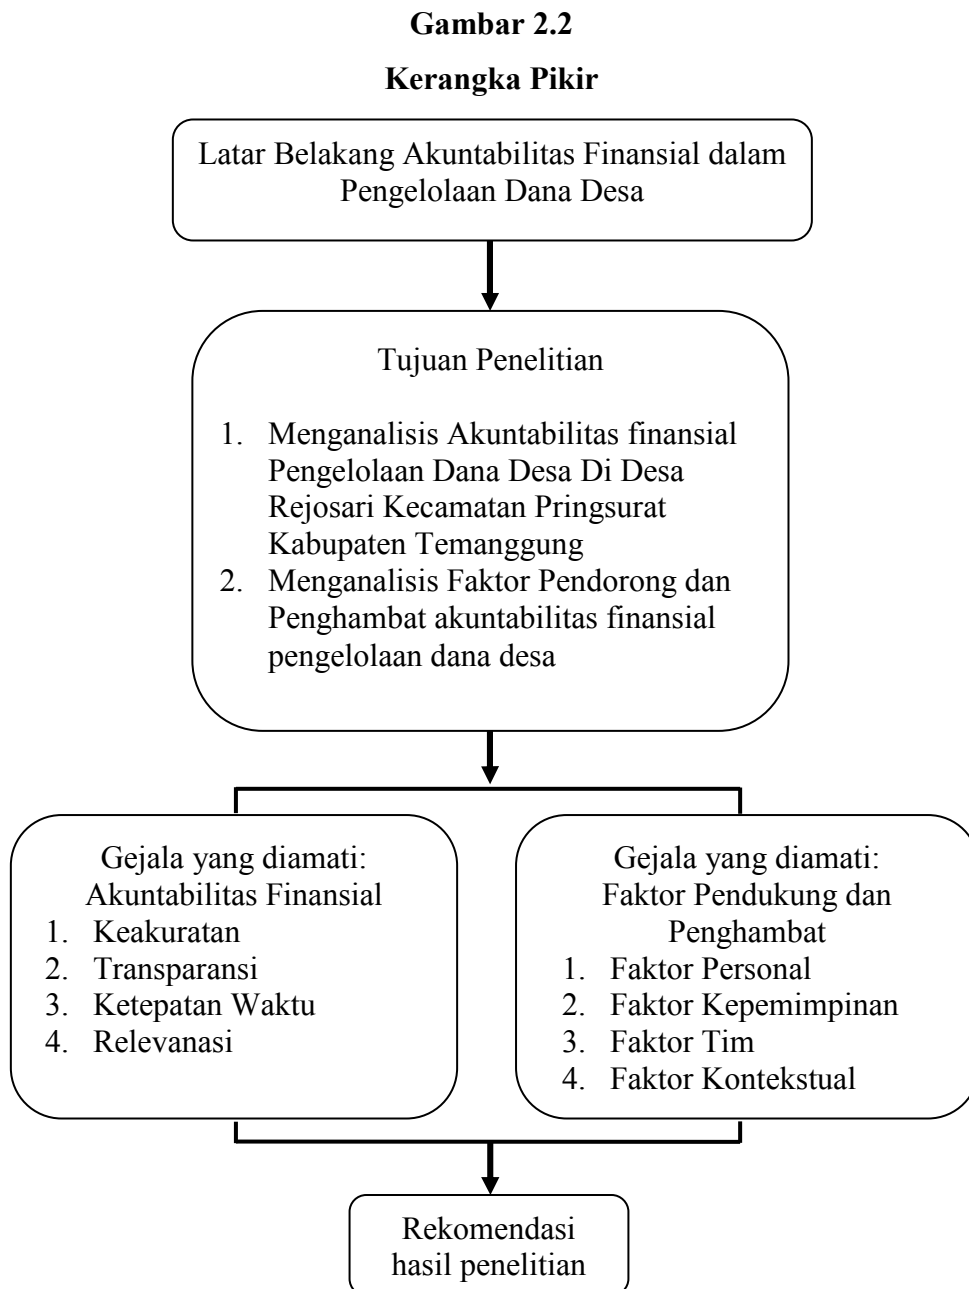 Gambar 2.2
Kerangka Pikir
Latar Belakang Akuntabilitas Finansial dalam
Pengelolaan Dana Desa
Tujuan Penelitian
1. Menganalisis Akuntabilitas finansial
Pengelolaan Dana Desa Di Desa
Rejosari Kecamatan Pringsurat
Kabupaten Temanggung
2. Menganalisis Faktor Pendorong dan
Penghambat akuntabilitas finansial
pengelolaan dana desa
Gejala yang diamati:
Akuntabilitas Finansial
1. Keakuratan
2. Transparansi
3. Ketepatan Waktu
4. Relevanasi
Gejala yang diamati:
Faktor Pendukung dan
Penghambat
1. Faktor Personal
2. Faktor Kepemimpinan
3. Faktor Tim
4. Faktor Kontekstual
Rekomendasi
hasil penelitian